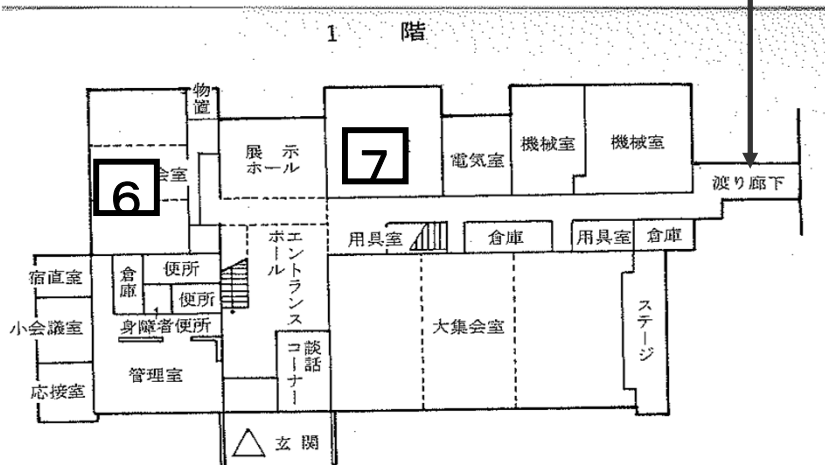 1 階
物置
展示ホール
7
電気室
機械室
機械室
6
会室
渡り廊下
用具室
倉庫
用具室
倉庫
エントランスホール
宿直室
倉庫
便所
便所
小会議室
身障者便所
大集会室
ステージ
談話コーナー
管理室
応接室
玄関